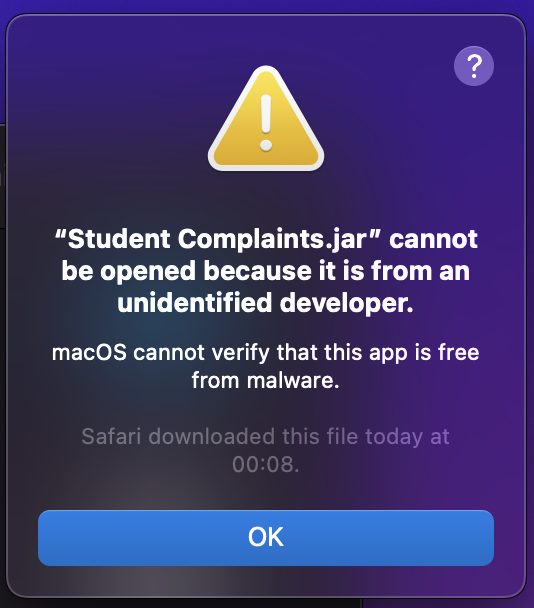 ?
“Student Complaints.jar” cannot
be opened because it is from an
unidentified developer.
macOS cannot verify that this app is free
from malware.
Safari downloaded this file today at
00:08.
OK